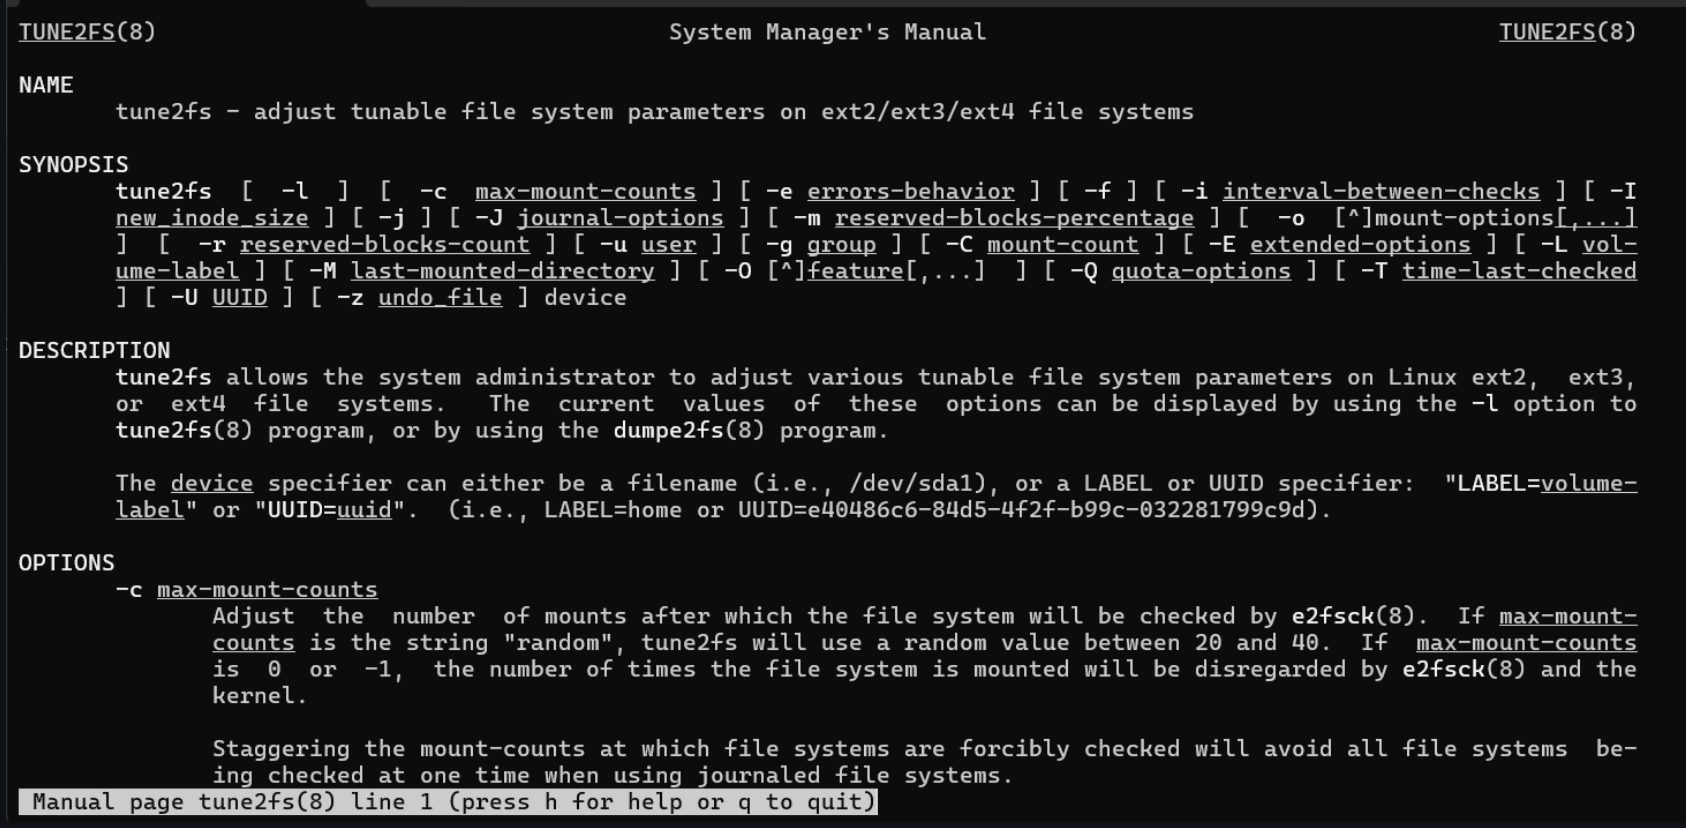 TUNE2FS(8) System Manager's Manual TUNE2FS(8)
NAME
tune2fs - adjust tunable file system parameters on ext2/ext3/ext4 file systems
SYNOPSIS
tune2fs [ -l ] [ -c max-mount-counts ] [ -e errors-behavior ] [ -f ] [ -i interval-between-checks ] [ -I
new_inode_size ] [ -j ] [ -J journal-options ] [ -m reserved-blocks-percentage ] [ -o [^]mount-options[,...]
] [ -r reserved-blocks-count ] [ -u user ] [ -g group ] [ -C mount-count ] [ -E extended-options ] [ -L vol-
ume-label ] [ -M last-mounted-directory ] [ -O [^]feature[,...] ] [ -Q quota-options ] [ -T time-last-checked
] [ -U UUID ] [ -z undo_file ] device
DESCRIPTION
tune2fs allows the system administrator to adjust various tunable file system parameters on Linux ext2, ext3,
or ext4 file systems. The current values of these options can be displayed by using the -l option to
tune2fs(8) program, or by using the dumpe2fs(8) program.
The device specifier can either be a filename (i.e., /dev/sda1), or a LABEL or UUID specifier: "LABEL=volume-
label" or "UUID=uuid". (i.e., LABEL=home or UUID=e40486c6-84d5-4f2f-b99c-032281799c9d).
OPTIONS
-c max-mount-counts
Adjust the number of mounts after which the file system will be checked by e2fsck(8). If max-mount-
counts is the string "random", tune2fs will use a random value between 20 and 40. If max-mount-counts
is 0 or -1, the number of times the file system is mounted will be disregarded by e2fsck(8) and the
kernel.
Staggering the mount-counts at which file systems are forcibly checked will avoid all file systems be-
ing checked at one time when using journaled file systems.
Manual page tune2fs(8) line 1 (press h for help or q to quit)